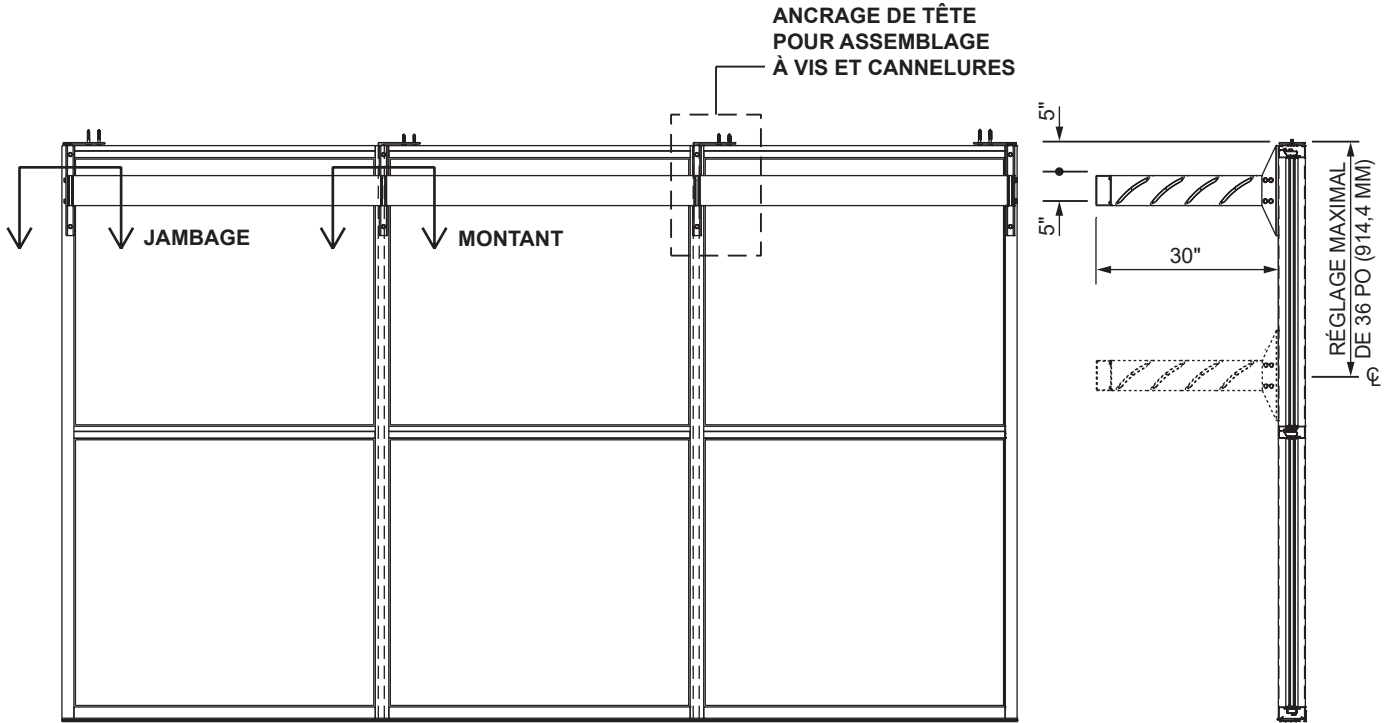 ANCRAGE DE TÊTE
POUR ASSEMBLAGE
À VIS ET CANNELURES
JAMBAGE
MONTANT
5"
5"
30"
RÉGLAGE MAXIMAL
DE 36 PO (914,4 MM)
℄